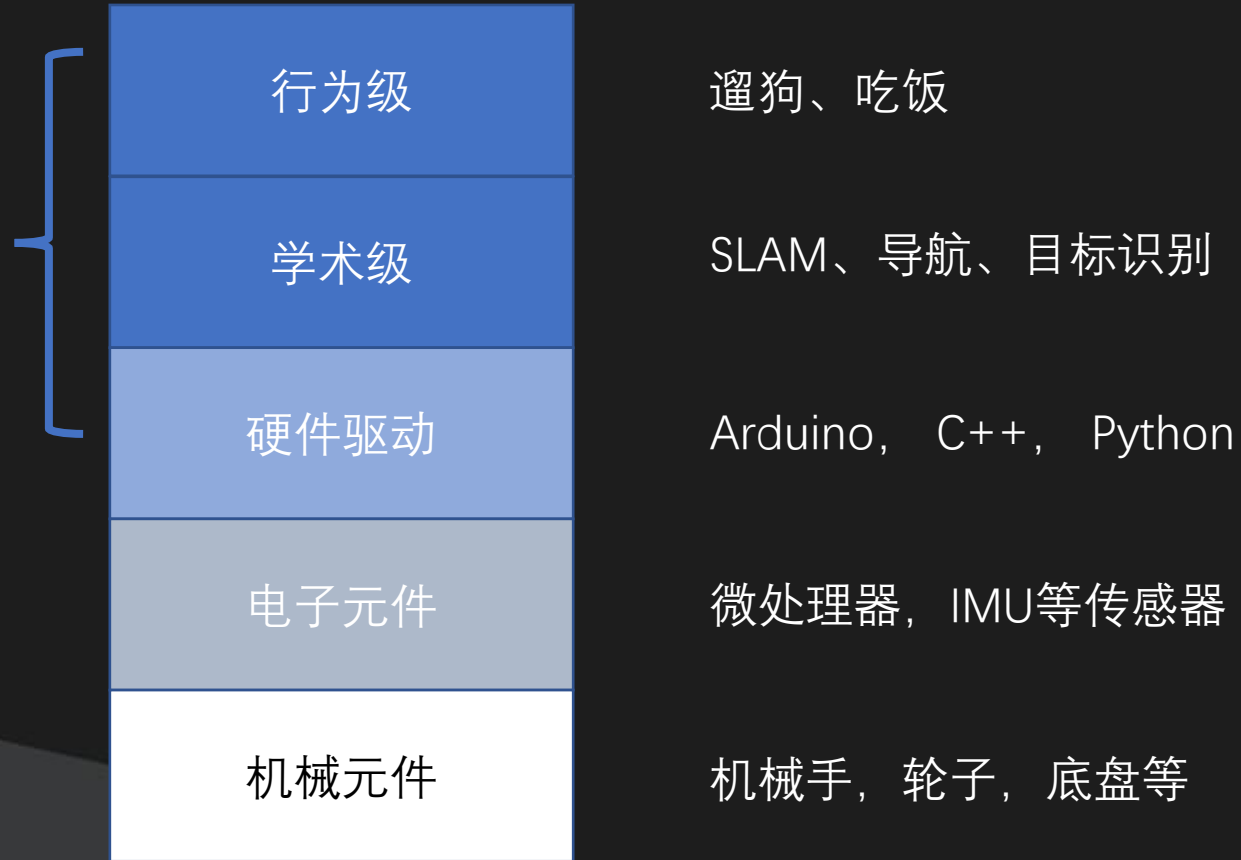 行为级 遛狗、吃饭
学术级 SLAM、导航、目标识别
硬件驱动 Arduino, C++, Python
电子元件 微处理器, IMU等传感器
机械元件 机械手, 轮子, 底盘等